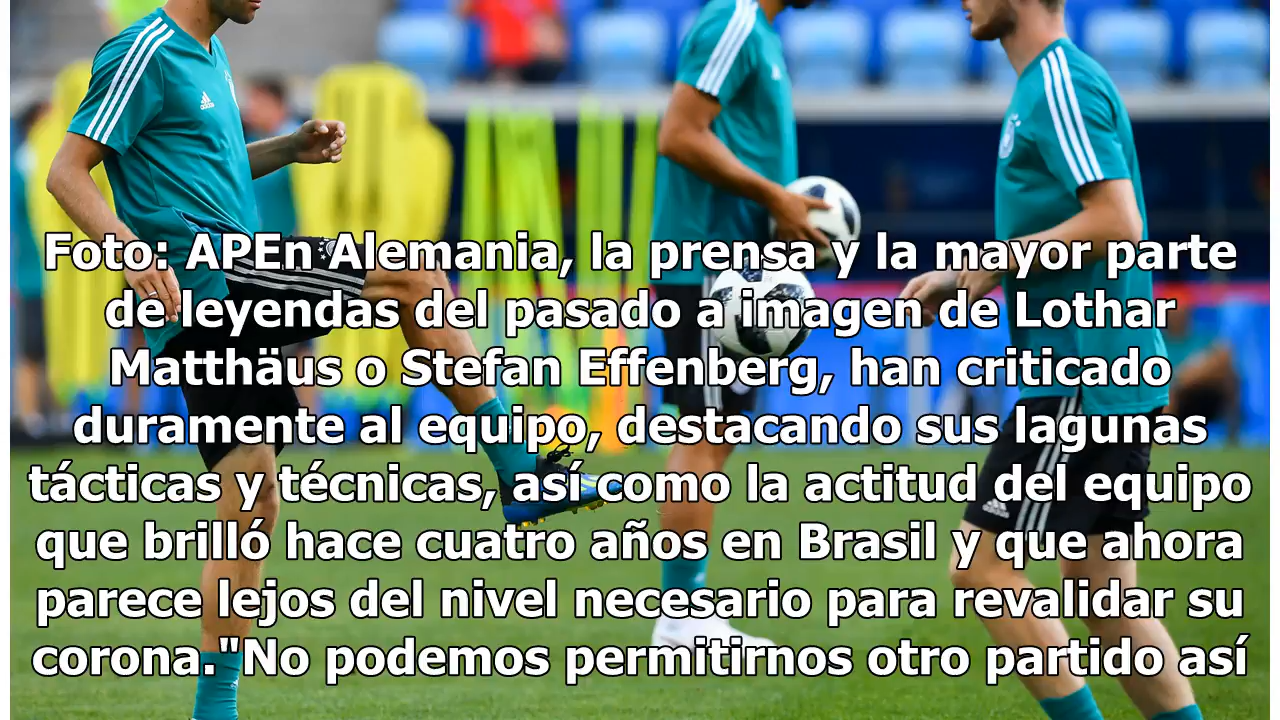 Foto: APEn Alemania, la prensa y la mayor parte
de leyendas del pasado a imagen de Lothar
Matthäus o Stefan Effenberg, han criticado
duramente al equipo, destacando sus lagunas
tácticas y técnicas, así como la actitud del equipo
que brilló hace cuatro años en Brasil y que ahora
parece lejos del nivel necesario para revalidar su
corona."No podemos permitirnos otro partido así
adidas